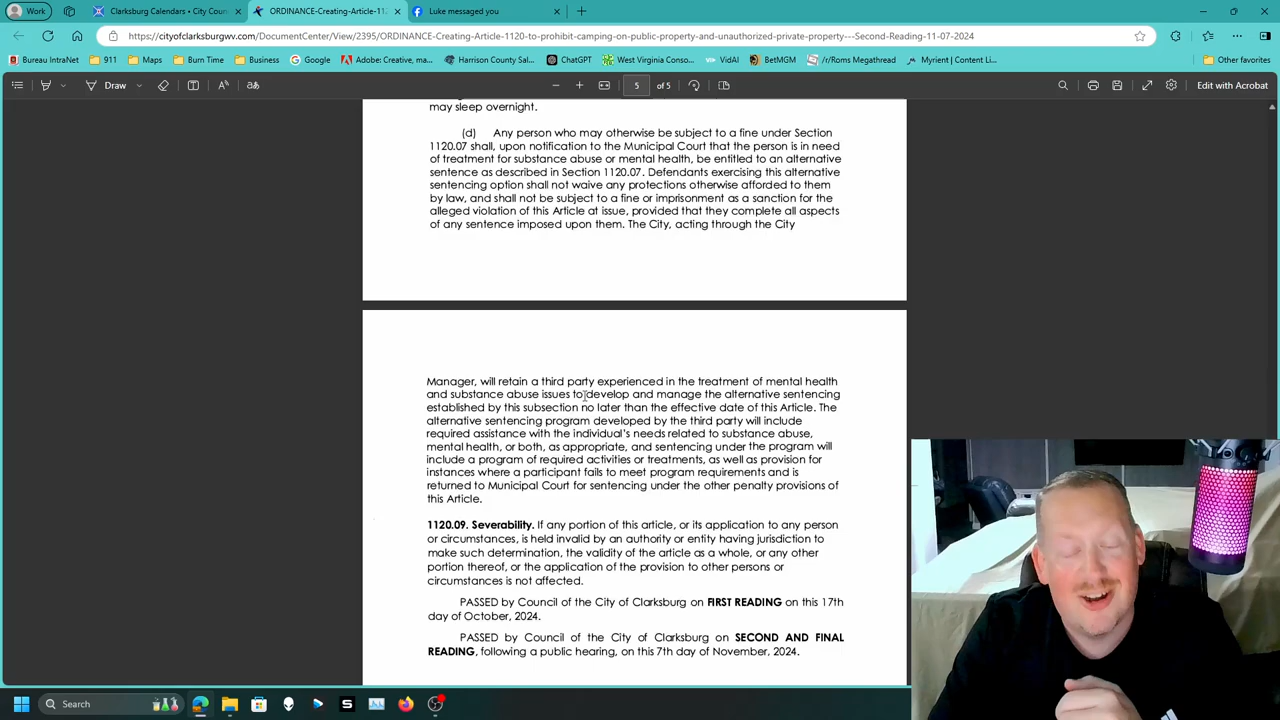 Work
Clarksburg Calendars • City Coun
ORDINANCE-Creating-Article-112
Luke messaged you
https://cityofclarksburgwv.com/DocumentCenter/View/2395/ORDINANCE-Creating-Article-1120-to-prohibit-camping-on-public-property-and-unauthorized-private-property---Second-Reading-11-07-2024
Bureau IntraNet
911
Maps
Burn Time
Business
Google
Adobe: Creative, ma...
Harrison County Sal...
ChatGPT
West Virginia Conso...
VidAI
BetMGM
/r/Roms Megathread
Myrient | Content Li...
Other favorites
Draw
5 of 5
Edit with Acrobat
may sleep overnight.
(d) Any person who may otherwise be subject to a fine under Section
1120.07 shall, upon notification to the Municipal Court that the person is in need
of treatment for substance abuse or mental health, be entitled to an alternative
sentence as described in Section 1120.07. Defendants exercising this alternative
sentencing option shall not waive any protections otherwise afforded to them
by law, and shall not be subject to a fine or imprisonment as a sanction for the
alleged violation of this Article at issue, provided that they complete all aspects
of any sentence imposed upon them. The City, acting through the City
Manager, will retain a third party experienced in the treatment of mental health
and substance abuse issues to develop and manage the alternative sentencing
established by this subsection no later than the effective date of this Article. The
alternative sentencing program developed by the third party will include
required assistance with the individual's needs related to substance abuse,
mental health, or both, as appropriate, and sentencing under the program will
include a program of required activities or treatments, as well as provision for
instances where a participant fails to meet program requirements and is
returned to Municipal Court for sentencing under the other penalty provisions of
this Article.
1120.09. Severability. If any portion of this article, or its application to any person
or circumstances, is held invalid by an authority or entity having jurisdiction to
make such determination, the validity of the article as a whole, or any other
portion thereof, or the application of the provision to other persons or
circumstances is not affected.
PASSED by Council of the City of Clarksburg on FIRST READING on this 17th
day of October, 2024.
PASSED by Council of the City of Clarksburg on SECOND AND FINAL
READING, following a public hearing, on this 7th day of November, 2024.
Search